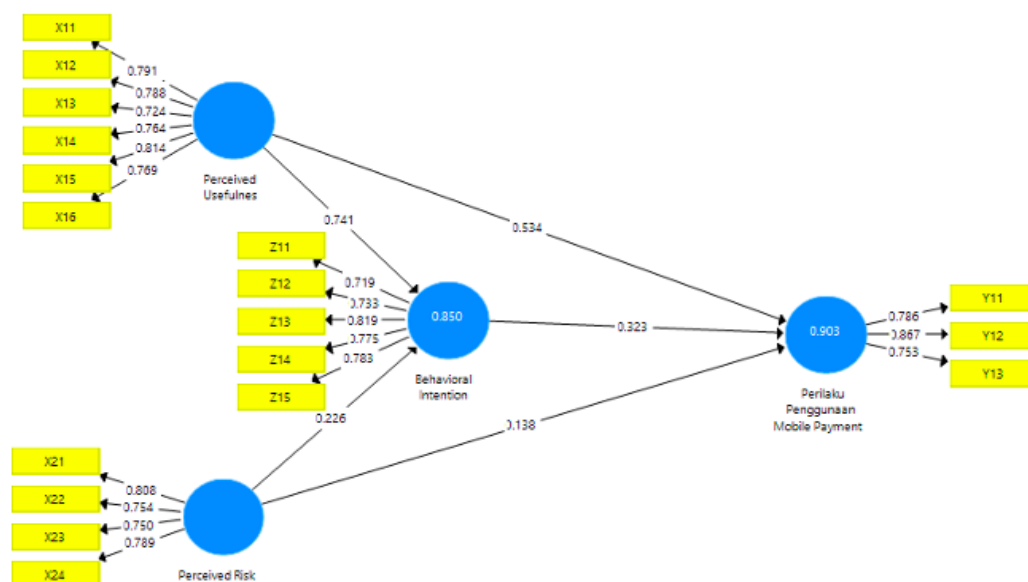 X11
X12
X13
X14
X15
X16
0.791
0.788
0.724
0.764
0.814
0.769
Perceived
Usefulnes
0.741
0.534
Z11
Z12
Z13
Z14
Z15
0.719
0.733
0.819
0.775
0.783
0.850
Behavioral
Intention
0.323
0.903
Perilaku
Penggunaan
Mobile Payment
0.786
0.867
0.753
Y11
Y12
Y13
0.226
0.138
X21
X22
X23
X24
0.808
0.754
0.750
0.789
Perceived Risk